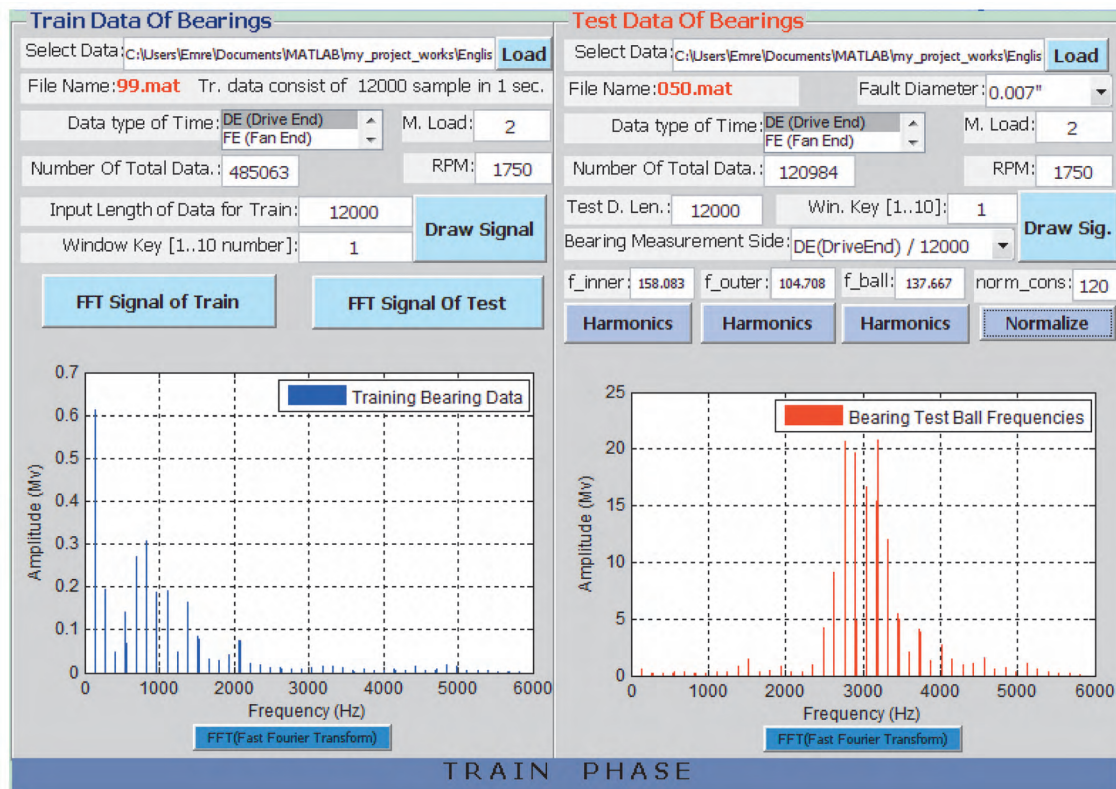 Train Data Of Bearings
Select Data: C:\Users\Emre\Documents\MATLAB\my_project_works\Englis Load
File Name: 99.mat Tr. data consist of 12000 sample in 1 sec.
Data type of Time: DE (Drive End)
FE (Fan End)
M. Load: 2
Number Of Total Data.: 485063
RPM: 1750
Input Length of Data for Train: 12000
Window Key [1..10 number]: 1
Draw Signal
FFT Signal of Train
FFT Signal Of Test
0.7
0.6
0.5
0.4
0.3
0.2
0.1
0
Amplitude (Mv)
Training Bearing Data
0 1000 2000 3000 4000 5000 6000
Frequency (Hz)
FFT(Fast Fourier Transform)
Test Data Of Bearings
Select Data: C:\Users\Emre\Documents\MATLAB\my_project_works\Englis Load
File Name: 050.mat
Fault Diameter: 0.007"
Data type of Time: DE (Drive End)
FE (Fan End)
M. Load: 2
Number Of Total Data.: 120984
RPM: 1750
Test D. Len.: 12000
Win. Key [1..10]: 1
Bearing Measurement Side: DE(DriveEnd) / 12000
Draw Sig.
f_inner: 158.083 f_outer: 104.708 f_ball: 137.667 norm_cons: 120
Harmonics Harmonics Harmonics Normalize
25
20
15
10
5
0
Amplitude (Mv)
Bearing Test Ball Frequencies
0 1000 2000 3000 4000 5000 6000
Frequency (Hz)
FFT(Fast Fourier Transform)
TRAIN PHASE